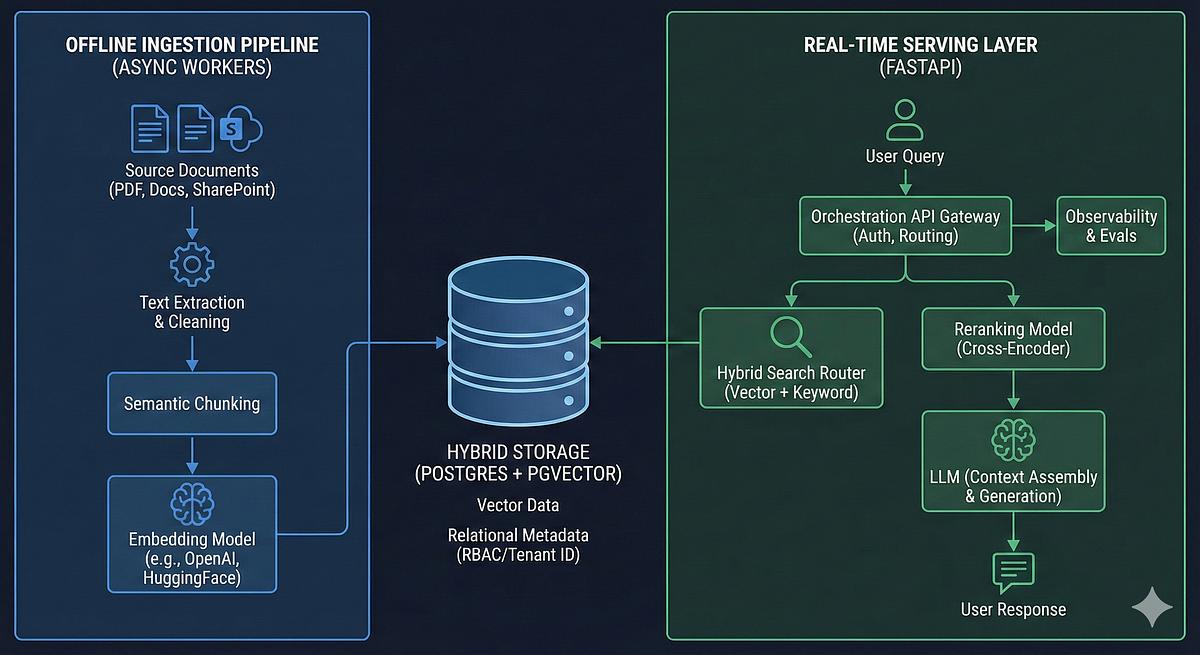 OFFLINE INGESTION PIPELINE
(ASYNC WORKERS)
S
Source Documents
(PDF, Docs, SharePoint)
Text Extraction
& Cleaning
Semantic Chunking
Embedding Model
(e.g., OpenAI,
HuggingFace)
HYBRID STORAGE
(POSTGRES + PGVECTOR)
Vector Data
Relational Metadata
(RBAC/Tenant ID)
REAL-TIME SERVING LAYER
(FASTAPI)
User Query
Orchestration API Gateway
(Auth, Routing)
Observability
& Evals
Hybrid Search Router
(Vector + Keyword)
Reranking Model
(Cross-Encoder)
LLM (Context Assembly
& Generation)
User Response